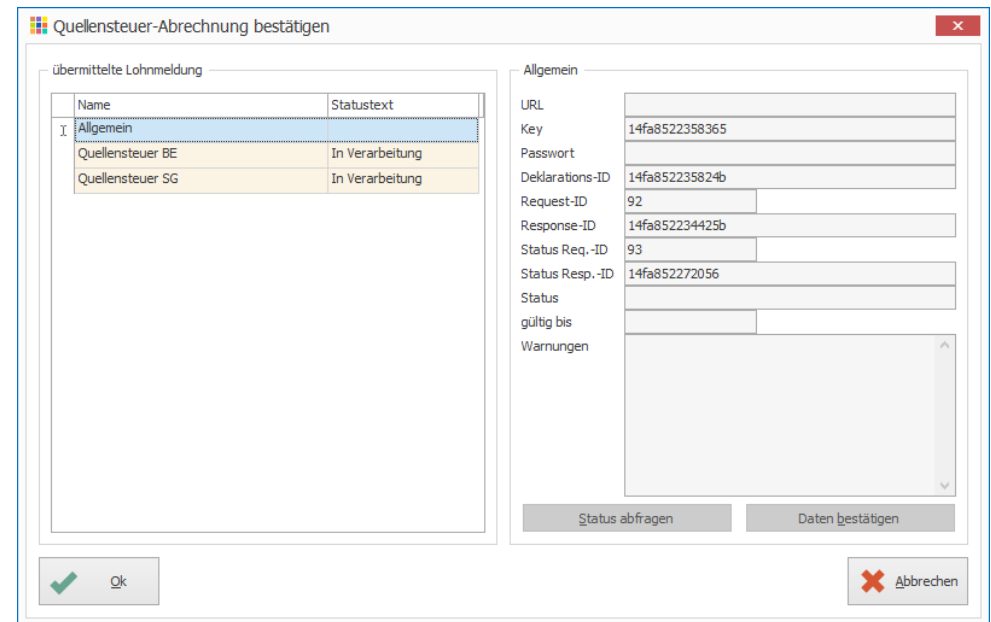 Quellensteuer-Abrechnung bestätigen
übermittelte Lohnmeldung
Name Statustext
Allgemein
Quellensteuer BE In Verarbeitung
Quellensteuer SG In Verarbeitung
Allgemein
URL
Key 14fa8522358365
Passwort
Deklarations-ID 14fa852235824b
Request-ID 92
Response-ID 14fa852234425b
Status Req.-ID 93
Status Resp.-ID 14fa852272056
Status
gültig bis
Warnungen
Status abfragen Daten bestätigen
Ok Abbrechen